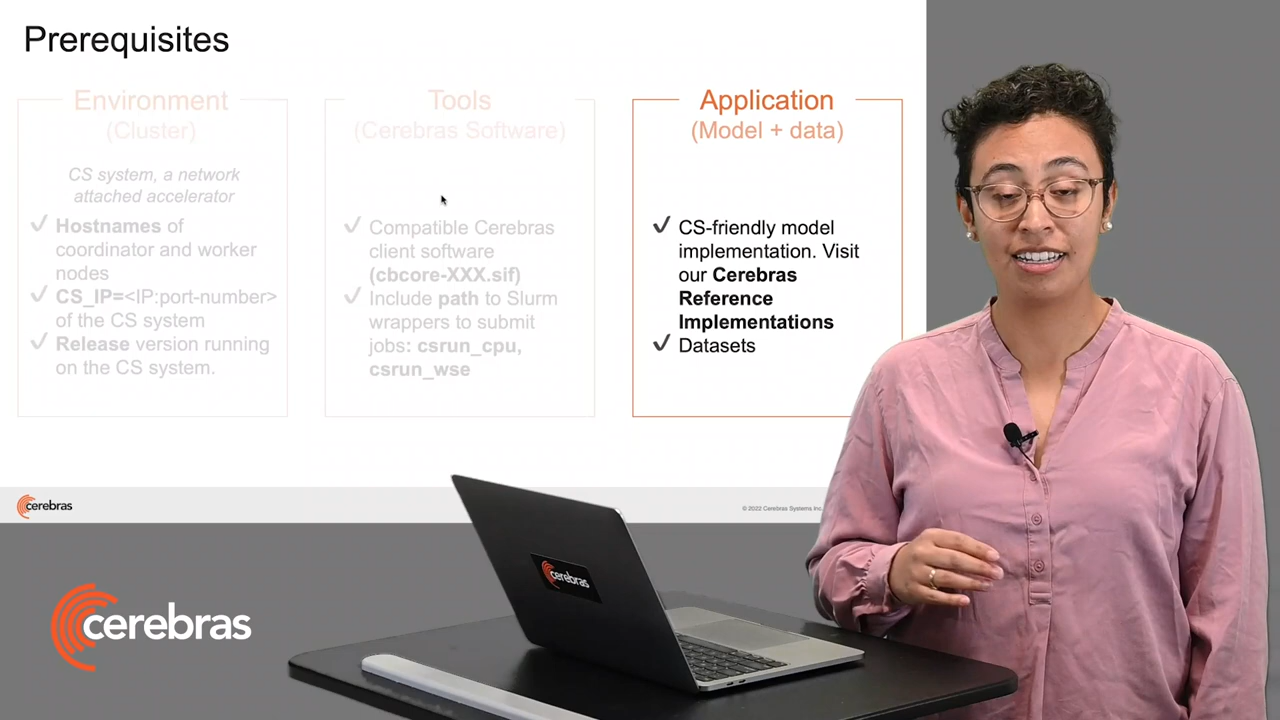 Prerequisites
Environment
(Cluster)
CS system, a network
attached accelerator
✓ Hostnames of
coordinator and worker
nodes
✓ CS_IP=<IP:port-number>
of the CS system
✓ Release version running
on the CS system.
Tools
(Cerebras Software)
✓ Compatible Cerebras
client software
(cbcore-XXX.sif)
✓ Include path to Slurm
wrappers to submit
jobs: csrun_cpu,
csrun_wse
Application
(Model + data)
✓ CS-friendly model
implementation. Visit
our Cerebras
Reference
Implementations
✓ Datasets
cerebras
© 2022 Cerebras Systems Inc.
cerebras
cerebras